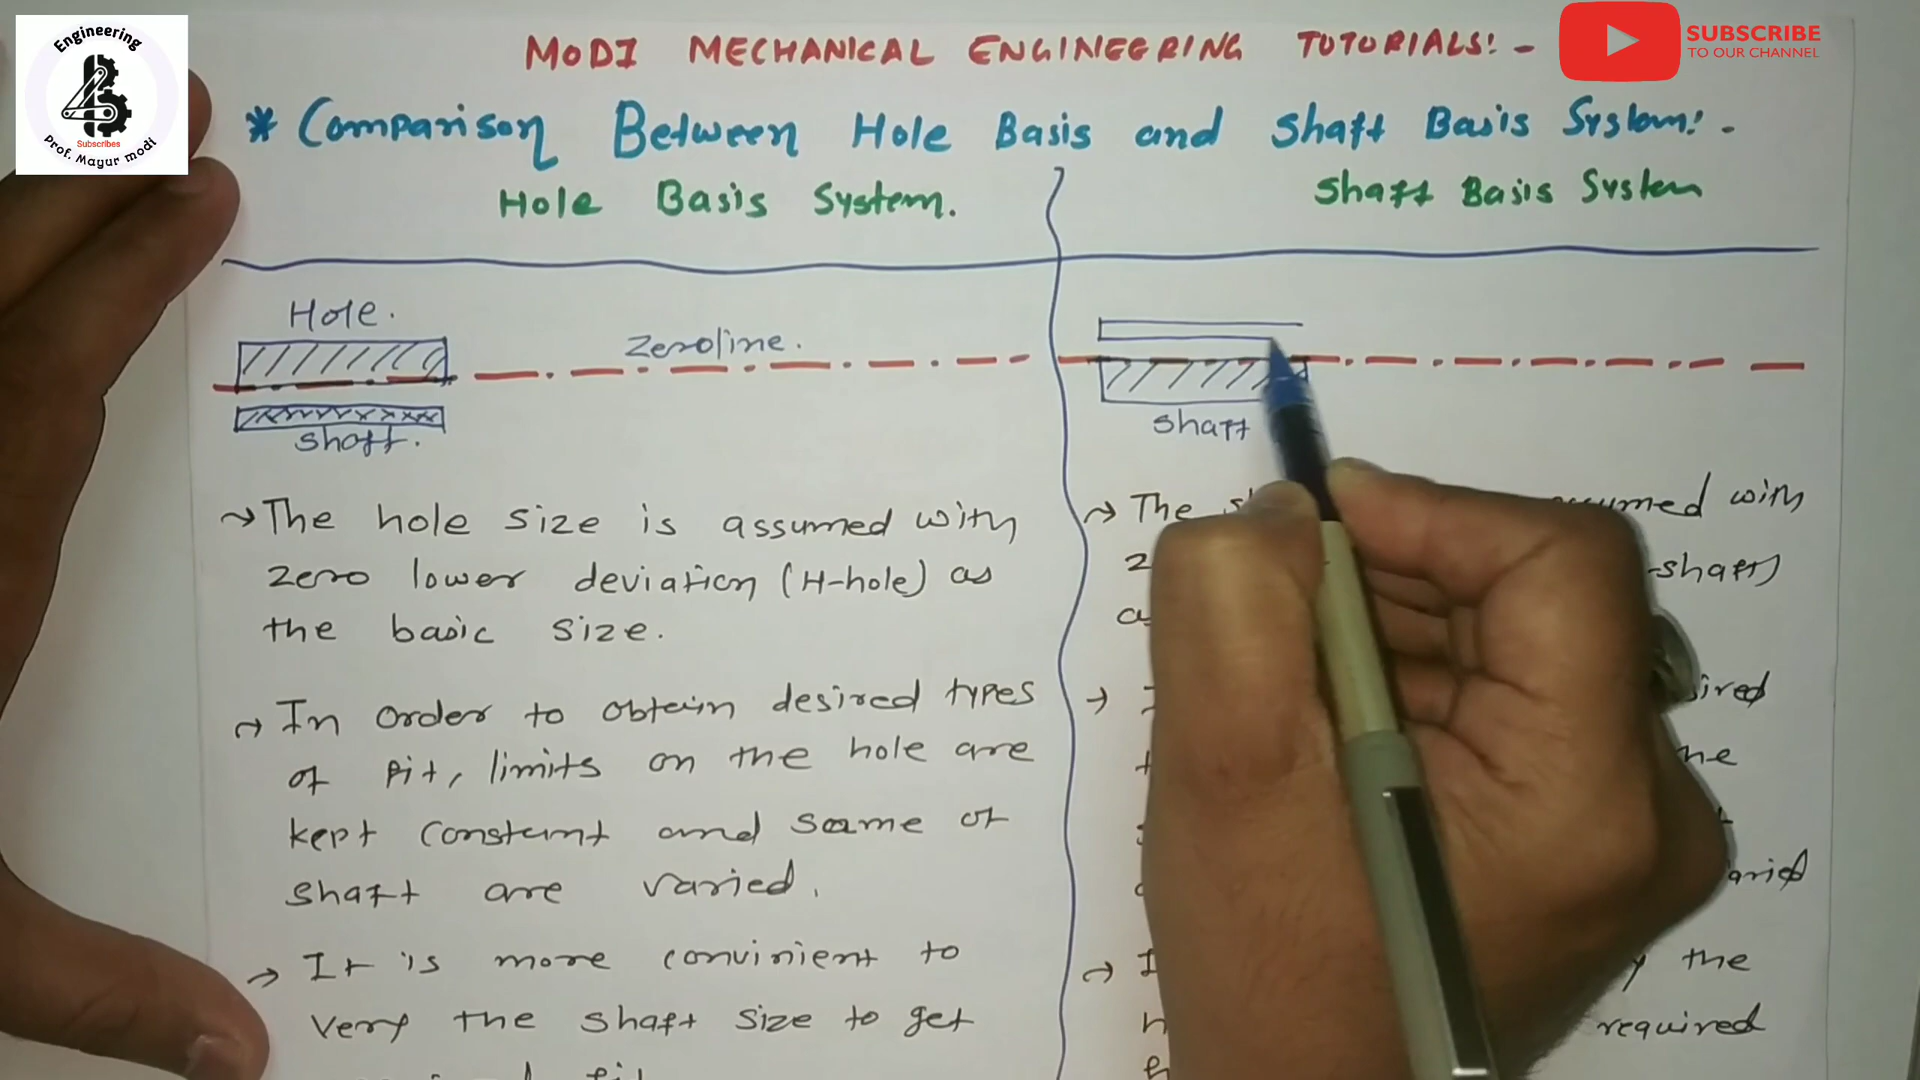 Engineering
Subscribes
Prof. Mayur modi
SUBSCRIBE
TO OUR CHANNEL
MODI MECHANICAL ENGINEERING TUTORIALS:-
* Comparison Between Hole Basis and Shaft Basis System:-
Hole Basis System.
Hole.
Zeroline.
Shaft.
→ The hole size is assumed with
zero lower deviation (H-hole) as
the basic size.
→ In order to obtain desired types
of fit, limits on the hole are
kept constant and same of
shaft are varied.
→ It is more convinient to
very the shaft size to get
fit
Shaft Basis System
Shaft
→ The assumed with
-shaft)
→
→ the
required